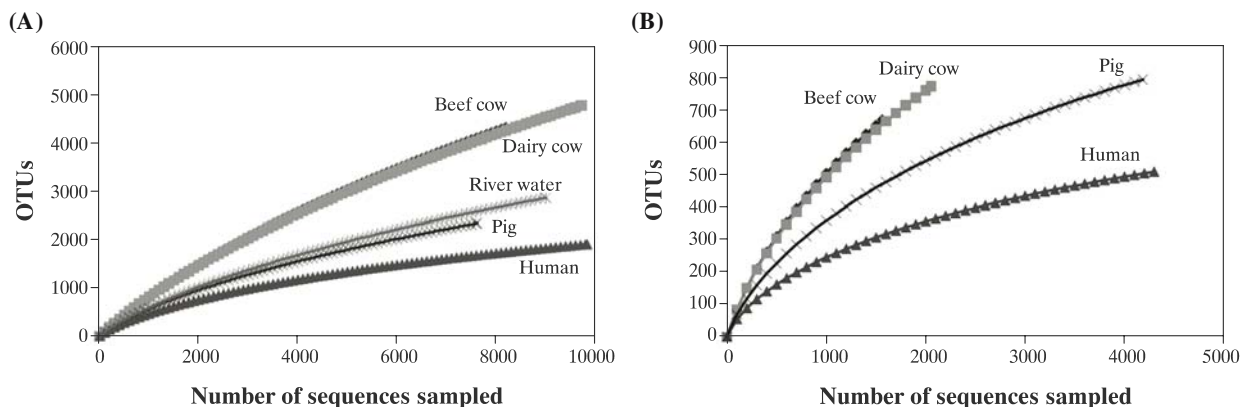 (A)
6000
5000
4000
3000
2000
1000
0
OTUs
Beef cow
Dairy cow
River water
Pig
Human
0 2000 4000 6000 8000 10000
Number of sequences sampled
(B)
900
800
700
600
500
400
300
200
100
0
OTUs
Dairy cow
Beef cow
Pig
Human
0 1000 2000 3000 4000 5000
Number of sequences sampled